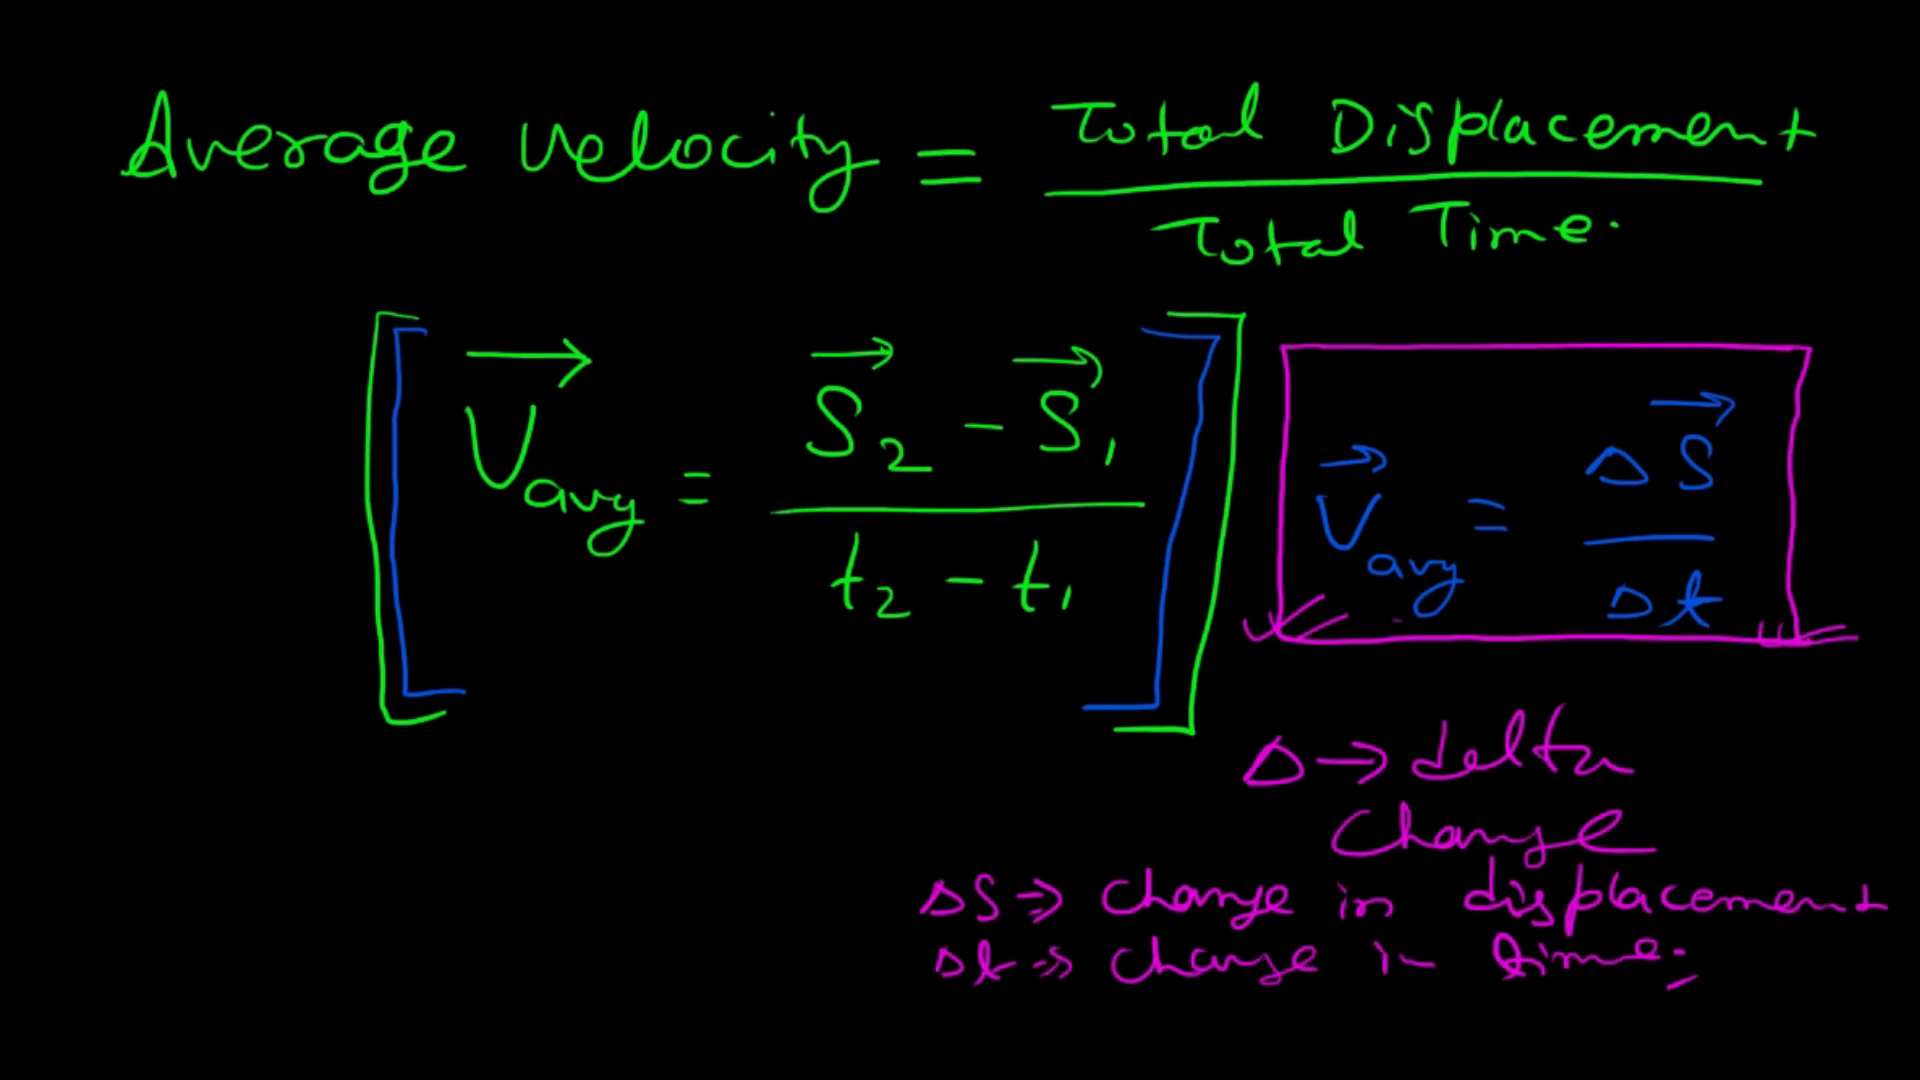 Average Velocity = Total Displacement
Total Time.
V⃗avg = S⃗2 - S⃗1
t2 - t1
V⃗avg = ΔS⃗
Δt
Δ → delta
Change
ΔS ⇒ Change in displacement
Δt ⇒ Change in time.